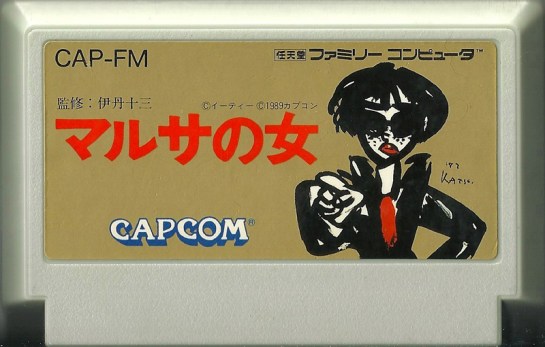 CAP-FM
任天堂 ファミリー コンピュータ™
監修：伊丹十三
©イーティー ©1989カプコン
マルサの女
CAPCOM®